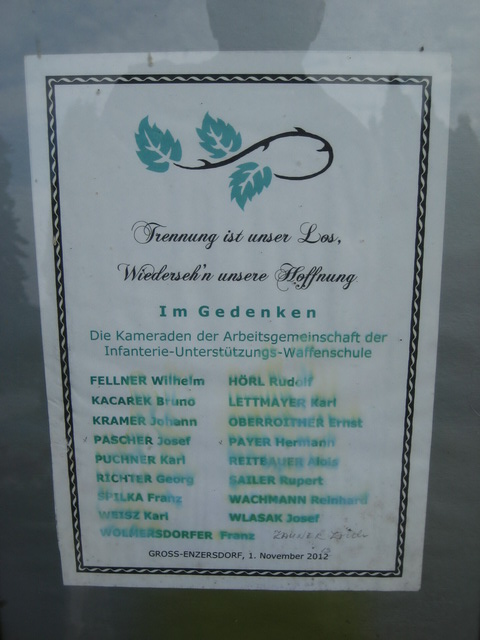 Trennung ist unser Los,
Wiederseh'n unsere Hoffnung
Im Gedenken
Die Kameraden der Arbeitsgemeinschaft der
Infanterie-Unterstützungs-Waffenschule
FELLNER Wilhelm HÖRL Rudolf
KACAREK Bruno LETTMAYER Karl
KRAMER Johann OBERROITHER Ernst
PASCHER Josef PAYER Hermann
PUCHNER Karl REITBAUER Alois
RICHTER Georg SAILER Rupert
SPILKA Franz WACHMANN Reinhard
WEISZ Karl WLASAK Josef
WOLMERSDORFER Franz
GROSS-ENZERSDORF, 1. November 2012